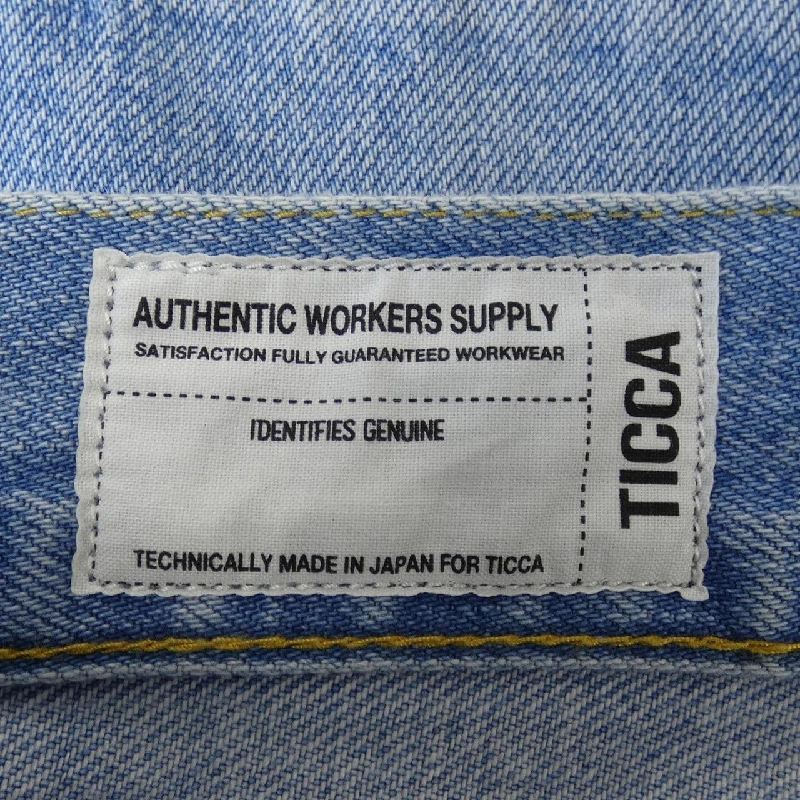 AUTHENTIC WORKERS SUPPLY
SATISFACTION FULLY GUARANTEED WORKWEAR
IDENTIFIES GENUINE
TECHNICALLY MADE IN JAPAN FOR TICCA
TICCA